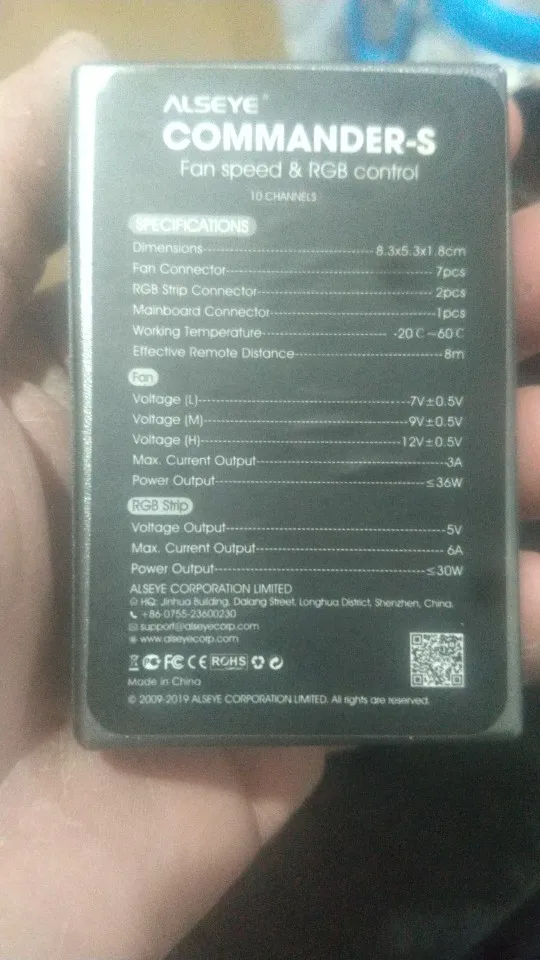 ALSEYE®
COMMANDER-S
Fan speed & RGB control
10 CHANNELS
SPECIFICATIONS
Dimensions 8.3x5.3x1.8cm
Fan Connector 7pcs
RGB Strip Connector 2pcs
Mainboard Connector 1pcs
Working Temperature -20℃~60℃
Effective Remote Distance 8m
Fan
Voltage (L) 7V±0.5V
Voltage (M) 9V±0.5V
Voltage (H) 12V±0.5V
Max. Current Output 3A
Power Output ≤36W
RGB Strip
Voltage Output 5V
Max. Current Output 6A
Power Output ≤30W
ALSEYE CORPORATION LIMITED
HQ: Jinhua Building, Dalang Street, Longhua District, Shenzhen, China.
+86-0755-23600230
support@alseyecorp.com
www.alseyecorp.com
FC CE ROHS
Made in China
© 2009-2019 ALSEYE CORPORATION LIMITED. All rights are reserved.